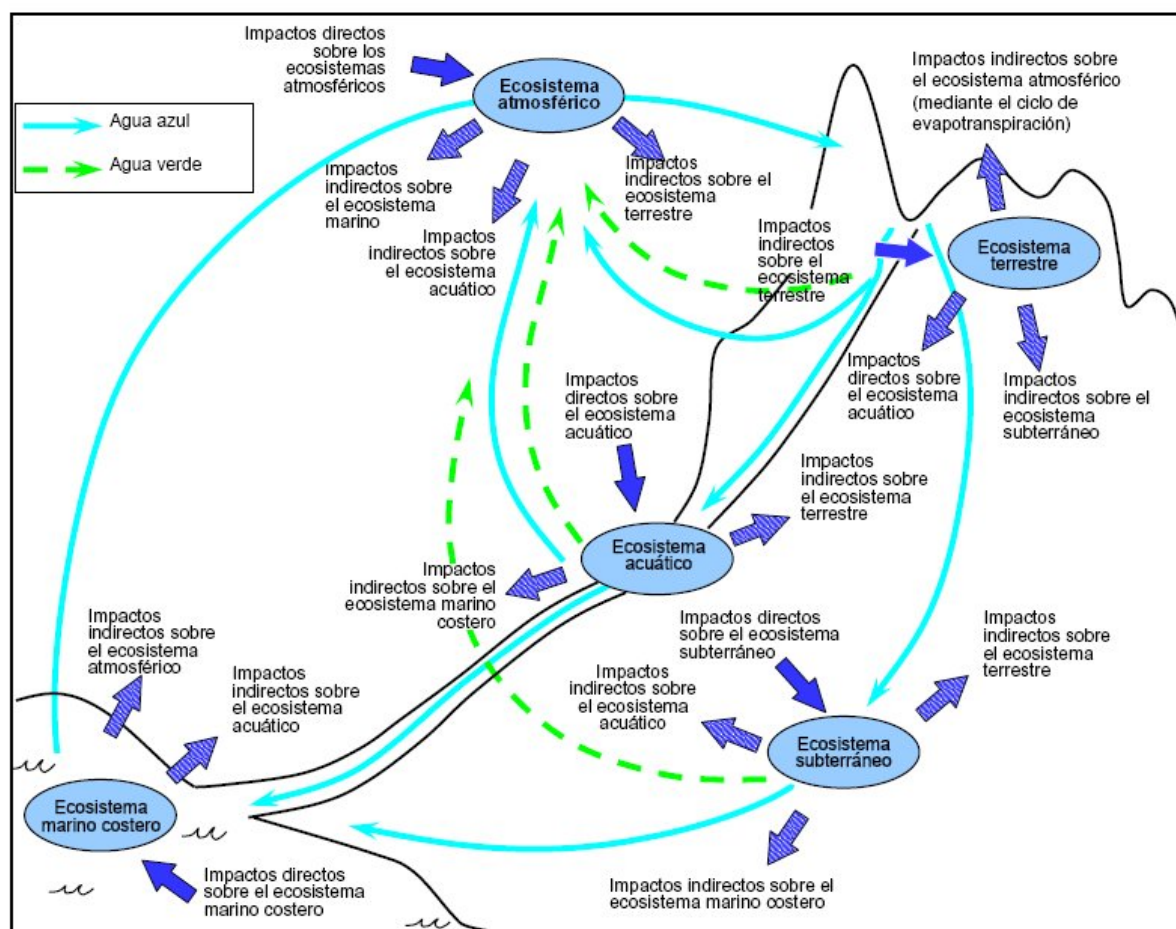 Impactos directos
sobre los
ecosistemas
atmosféricos
Ecosistema
atmosférico
Impactos indirectos sobre
el ecosistema atmosférico
(mediante el ciclo de
evapotranspiración)
Agua azul
Agua verde
Impactos
indirectos sobre
el ecosistema
marino
Impactos
indirectos sobre
el ecosistema
acuático
Impactos
indirectos sobre el
ecosistema
terrestre
Impactos
indirectos
sobre el
ecosistema
terrestre
Ecosistema
terrestre
Impactos
directos sobre
el ecosistema
acuático
Impactos
directos sobre
el ecosistema
acuático
Impactos
indirectos sobre el
ecosistema
subterráneo
Impactos
indirectos sobre
el ecosistema
terrestre
Ecosistema
acuático
Impactos
indirectos sobre el
ecosistema marino
costero
Impactos directos
sobre el ecosistema
subterráneo
Impactos
indirectos sobre
el ecosistema
terrestre
Impactos
indirectos sobre
el ecosistema
atmosférico
Impactos
indirectos sobre
el ecosistema
acuático
Impactos
indirectos sobre
el ecosistema
acuático
Ecosistema
subterráneo
Ecosistema
marino costero
Impactos directos
sobre el ecosistema
marino costero
Impactos indirectos sobre el
ecosistema marino costero